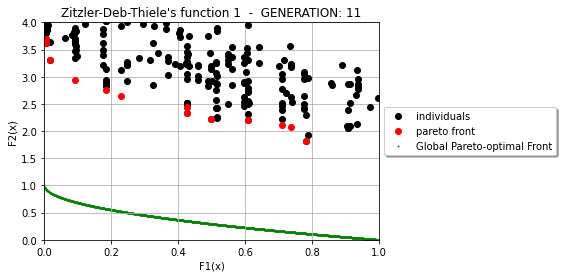 Zitzler-Deb-Thiele's function 1 - GENERATION: 11
4.0
3.5
3.0
2.5
2.0
1.5
1.0
0.5
0.0
F2(x)
0.0 0.2 0.4 0.6 0.8 1.0
F1(x)
individuals
pareto front
Global Pareto-optimal Front